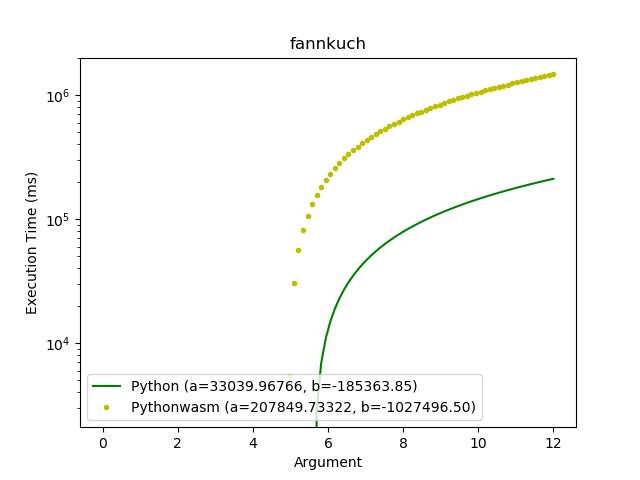 fannkuch
Execution Time (ms)
10^6
10^5
10^4
Python (a=33039.96766, b=-185363.85)
Pythonwasm (a=207849.73322, b=-1027496.50)
0 2 4 6 8 10 12
Argument